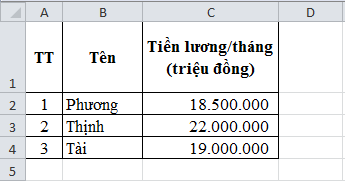 A B C D
1 TT Tên Tiền lương/tháng
(triệu đồng)
2 1 Phương 18.500.000
3 2 Thịnh 22.000.000
4 3 Tài 19.000.000
5